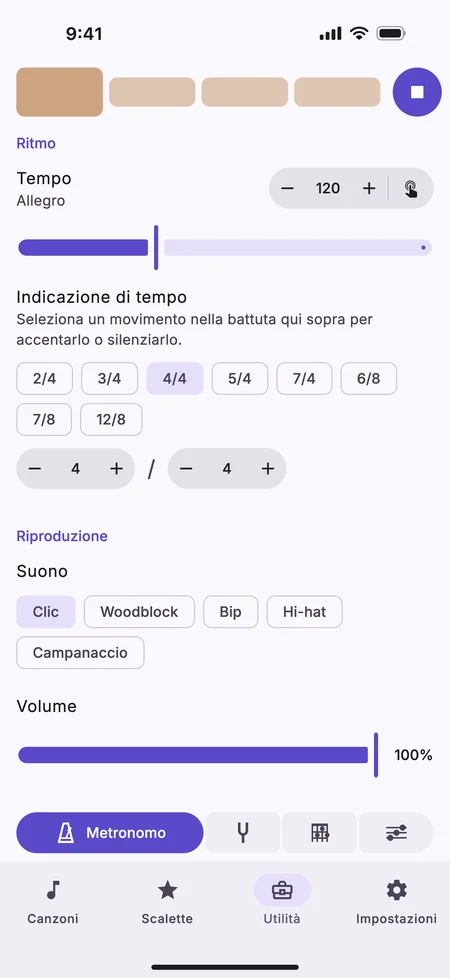 9:41
Ritmo
Tempo
Allegro
120
Indicazione di tempo
Seleziona un movimento nella battuta qui sopra per
accentarlo o silenziarlo.
2/4 3/4 4/4 5/4 7/4 6/8
7/8 12/8
4 / 4
Riproduzione
Suono
Clic Woodblock Bip Hi-hat
Campanaccio
Volume
100%
Metronomo
Canzoni Scalette Utilità Impostazioni